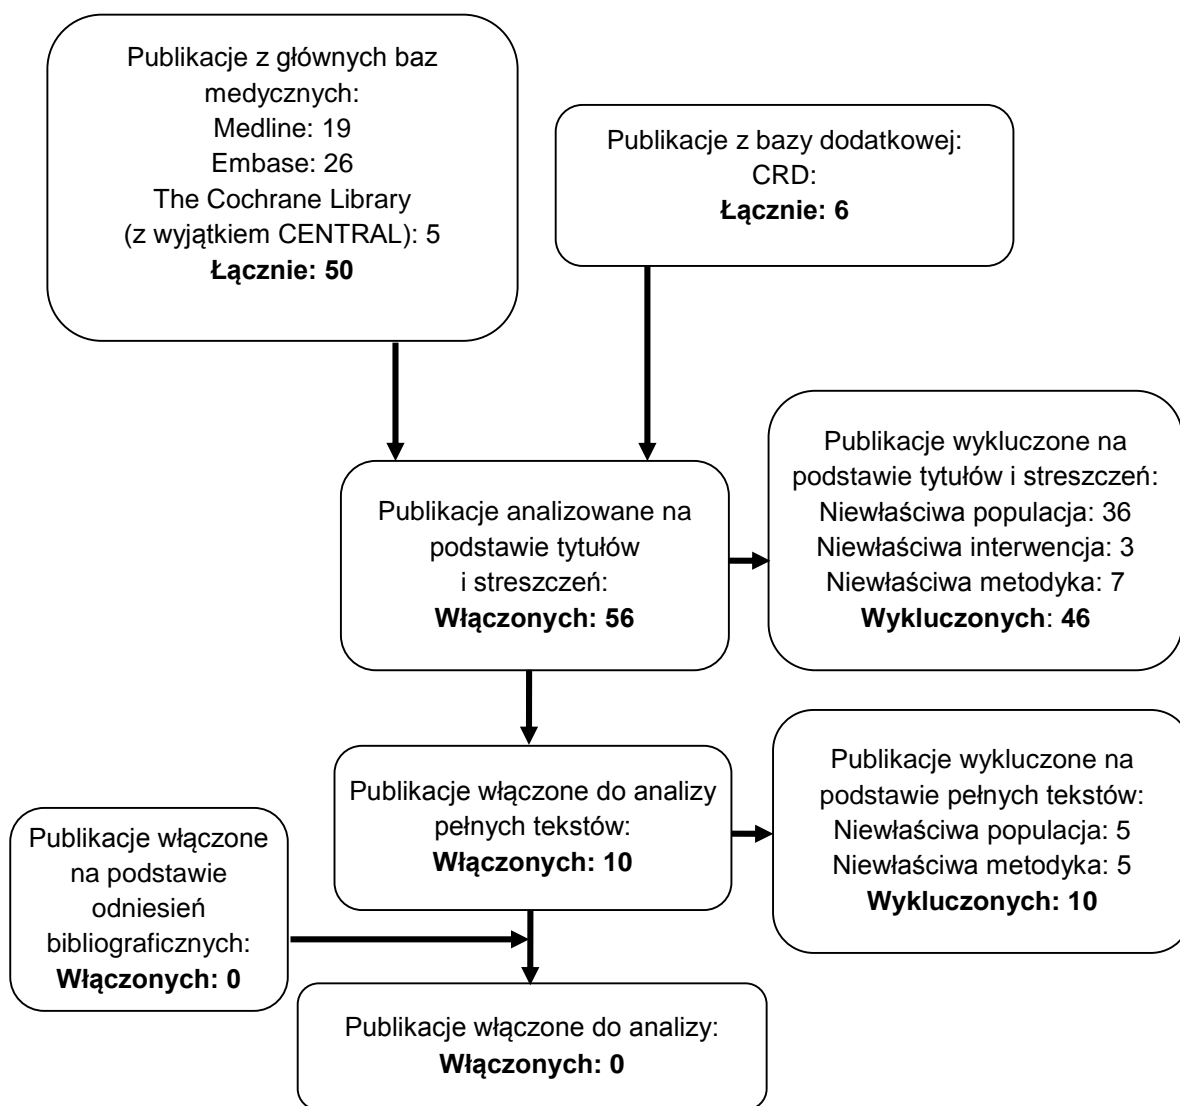 Publikacje z głównych baz
medycznych:
Medline: 19
Embase: 26
The Cochrane Library
(z wyjątkiem CENTRAL): 5
Łącznie: 50
Publikacje z bazy dodatkowej:
CRD:
Łącznie: 6
Publikacje analizowane na
podstawie tytułów
i streszczeń:
Włączonych: 56
Publikacje wykluczone na
podstawie tytułów i streszczeń:
Niewłaściwa populacja: 36
Niewłaściwa interwencja: 3
Niewłaściwa metodyka: 7
Wykluczonych: 46
Publikacje włączone do analizy
pełnych tekstów:
Włączonych: 10
Publikacje wykluczone na
podstawie pełnych tekstów:
Niewłaściwa populacja: 5
Niewłaściwa metodyka: 5
Wykluczonych: 10
Publikacje włączone
na podstawie
odniesień
bibliograficznych:
Włączonych: 0
Publikacje włączone do analizy:
Włączonych: 0